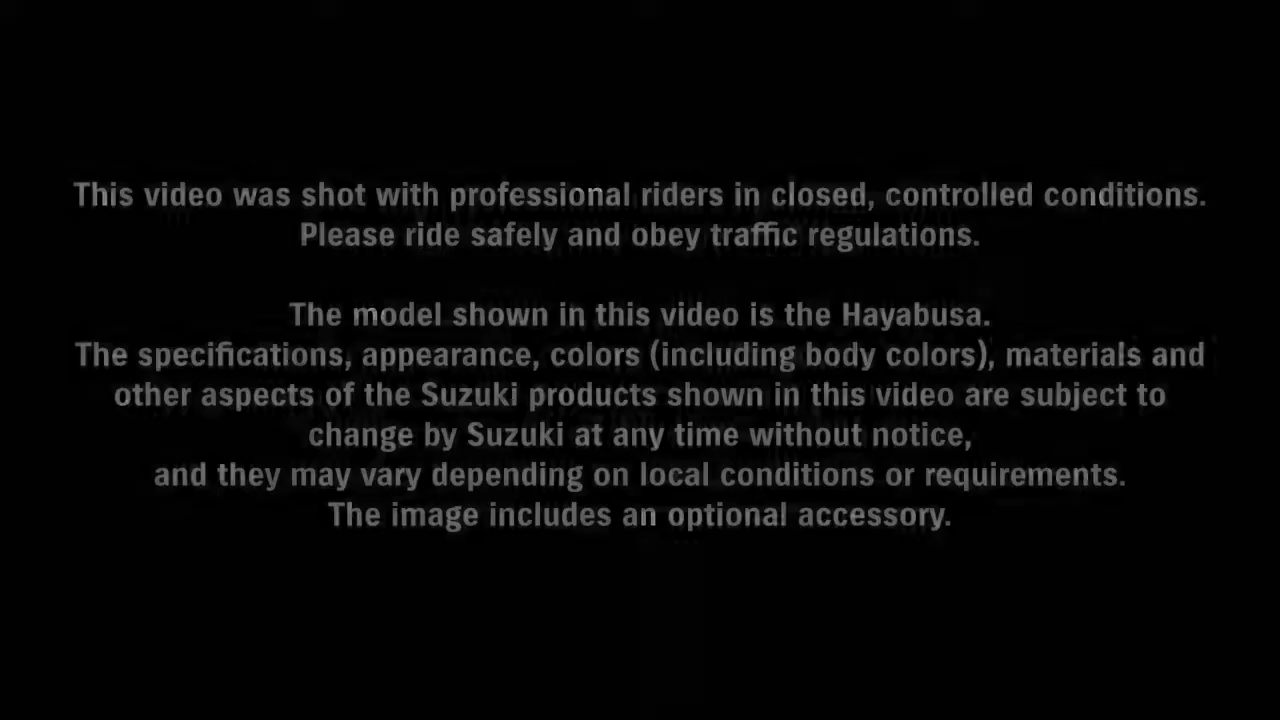 This video was shot with professional riders in closed, controlled conditions.
Please ride safely and obey traffic regulations.
The model shown in this video is the Hayabusa.
The specifications, appearance, colors (including body colors), materials and
other aspects of the Suzuki products shown in this video are subject to
change by Suzuki at any time without notice,
and they may vary depending on local conditions or requirements.
The image includes an optional accessory.